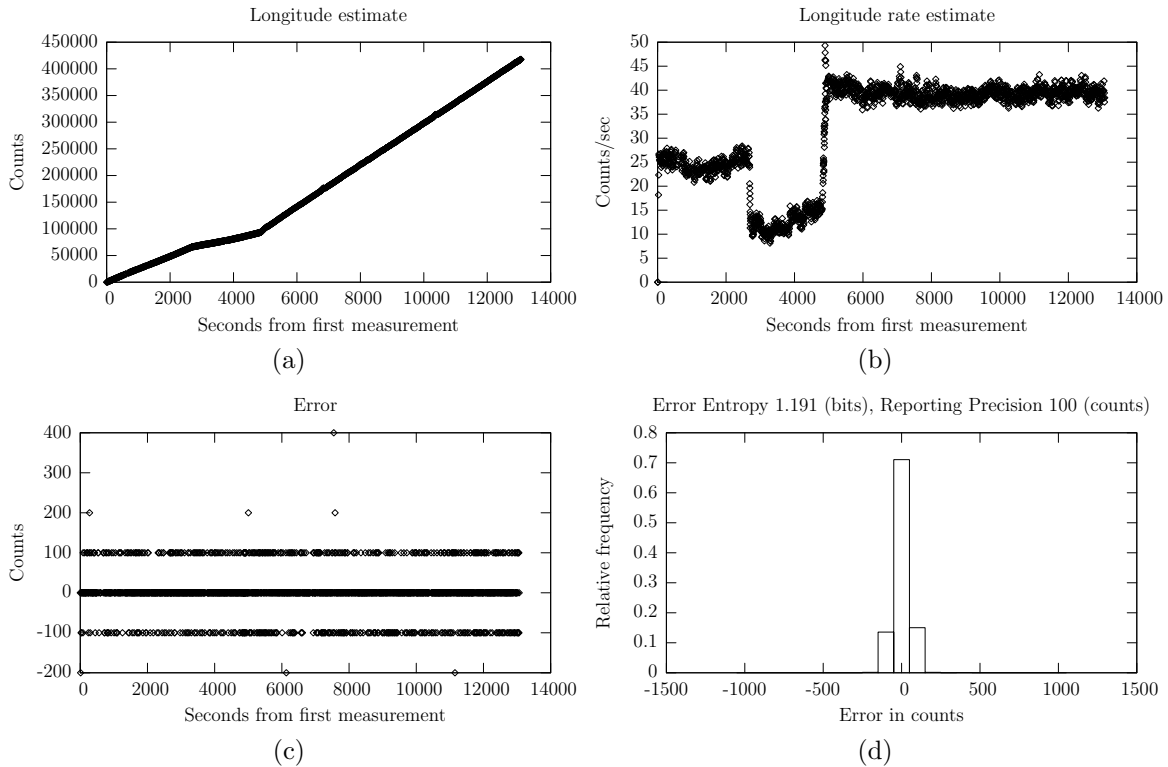 Longitude estimate
450000
400000
350000
300000
250000
200000
150000
100000
50000
0
Counts
0 2000 4000 6000 8000 10000 12000 14000
Seconds from first measurement
(a)
Longitude rate estimate
50
45
40
35
30
25
20
15
10
5
0
Counts/sec
0 2000 4000 6000 8000 10000 12000 14000
Seconds from first measurement
(b)
Error
400
300
200
100
0
-100
-200
Counts
0 2000 4000 6000 8000 10000 12000 14000
Seconds from first measurement
(c)
Error Entropy 1.191 (bits), Reporting Precision 100 (counts)
0.8
0.7
0.6
0.5
0.4
0.3
0.2
0.1
0
Relative frequency
-1500 -1000 -500 0 500 1000 1500
Error in counts
(d)